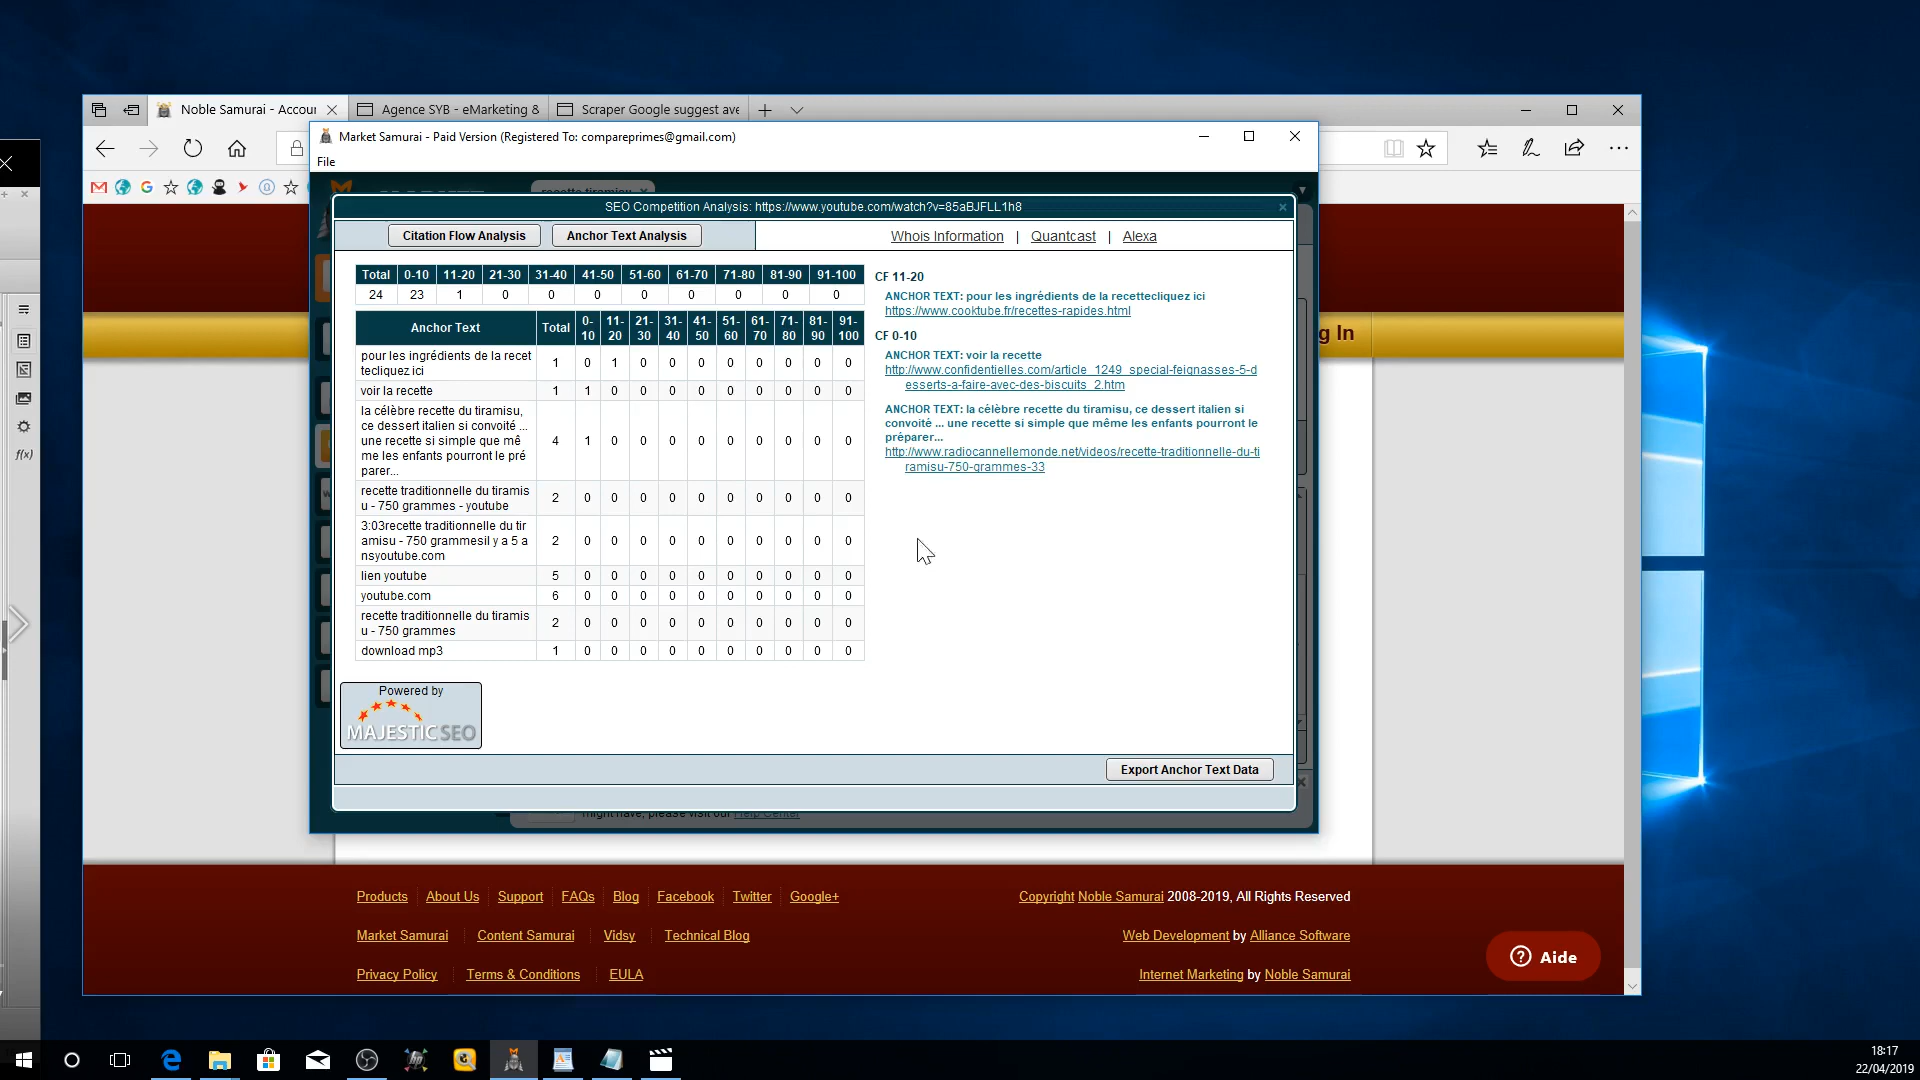 Noble Samurai - Accour
Agence SYB - eMarketing &
Scraper Google suggest ave
Market Samurai - Paid Version (Registered To: compareprimes@gmail.com)
File
SEO Competition Analysis: https://www.youtube.com/watch?v=85aBJFLL1h8
Citation Flow Analysis
Anchor Text Analysis
Whois Information | Quantcast | Alexa
Total 0-10 11-20 21-30 31-40 41-50 51-60 61-70 71-80 81-90 91-100
24 23 1 0 0 0 0 0 0 0 0
Anchor Text Total 0-10 11-20 21-30 31-40 41-50 51-60 61-70 71-80 81-90 91-100
pour les ingrédients de la recet
tecliquez ici
1 0 1 0 0 0 0 0 0 0 0
voir la recette 1 1 0 0 0 0 0 0 0 0 0
la célèbre recette du tiramisu,
ce dessert italien si convoité ...
une recette si simple que mê
me les enfants pourront le pré
parer...
4 1 0 0 0 0 0 0 0 0 0
recette traditionnelle du tiramis
u - 750 grammes - youtube
2 0 0 0 0 0 0 0 0 0 0
3:03recette traditionnelle du tir
amisu - 750 grammesil y a 5 a
nsyoutube.com
2 0 0 0 0 0 0 0 0 0 0
lien youtube 5 0 0 0 0 0 0 0 0 0 0
youtube.com 6 0 0 0 0 0 0 0 0 0 0
recette traditionnelle du tiramis
u - 750 grammes
2 0 0 0 0 0 0 0 0 0 0
download mp3 1 0 0 0 0 0 0 0 0 0 0
CF 11-20
ANCHOR TEXT: pour les ingrédients de la recettecliquez ici
https://www.cooktube.fr/recettes-rapides.html
CF 0-10
ANCHOR TEXT: voir la recette
http://www.confidentielles.com/article_1249_special-feignasses-5-d
esserts-a-faire-avec-des-biscuits_2.htm
ANCHOR TEXT: la célèbre recette du tiramisu, ce dessert italien si
convoité ... une recette si simple que même les enfants pourront le
préparer...
http://www.radiocannellemonde.net/videos/recette-traditionnelle-du-ti
ramisu-750-grammes-33
Powered by
MAJESTIC SEO
Export Anchor Text Data
might have, please visit our Help Center
g In
Products About Us Support FAQs Blog Facebook Twitter Google+
Copyright Noble Samurai 2008-2019, All Rights Reserved
Market Samurai Content Samurai Vidsy Technical Blog
Web Development by Alliance Software
Privacy Policy Terms & Conditions EULA
Internet Marketing by Noble Samurai
Aide
f(x)
18:17
22/04/2019